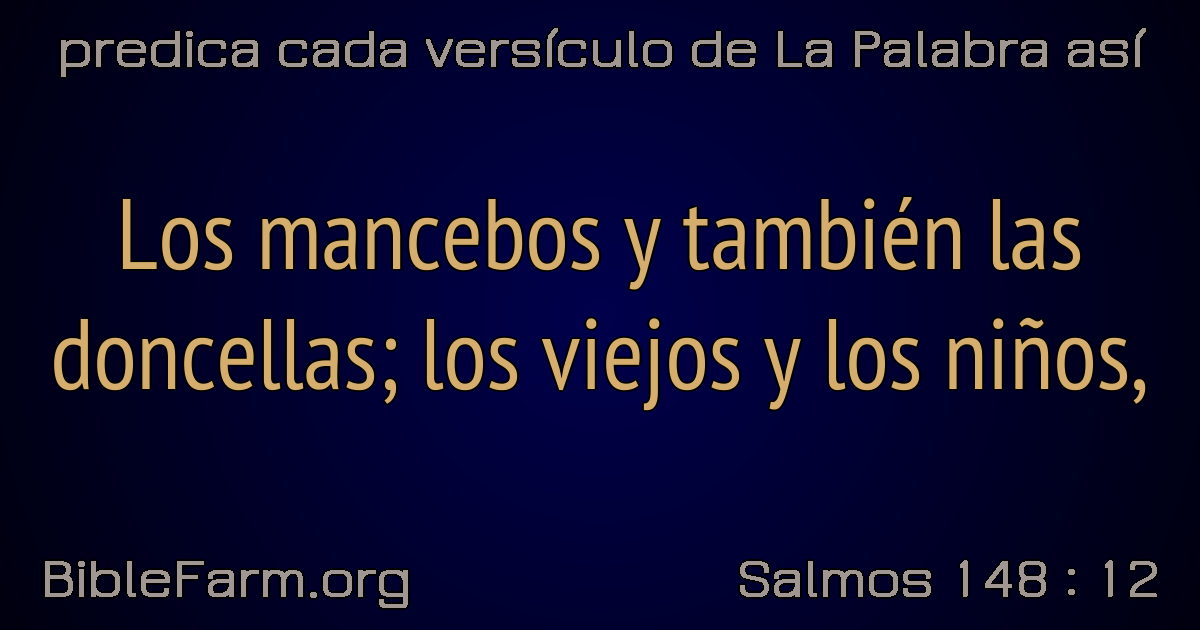 predica cada versículo de La Palabra así
Los mancebos y también las
doncellas; los viejos y los niños,
BibleFarm.org
Salmos 148 : 12